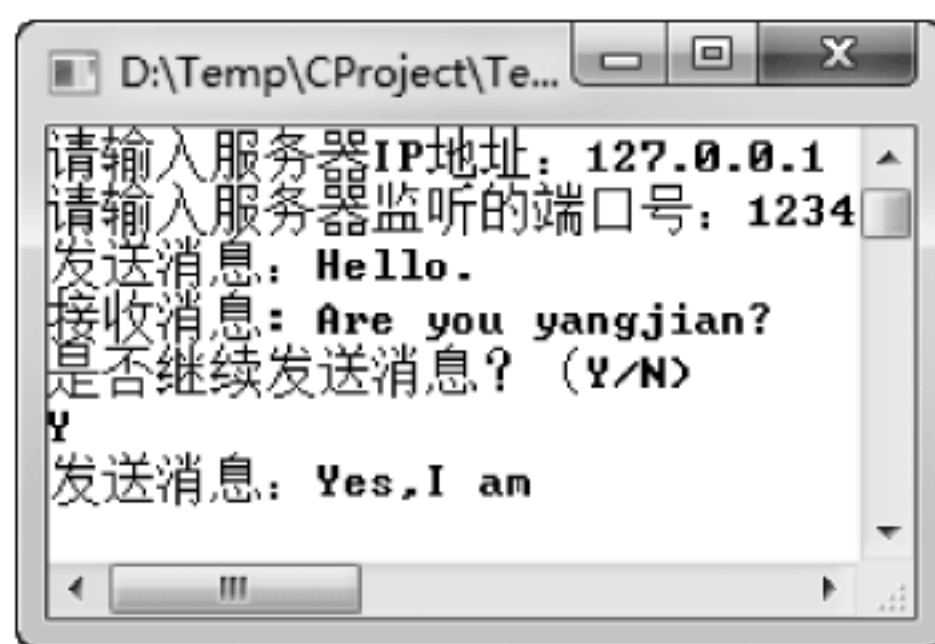 D:\Temp\CProject\Te...
请输入服务器IP地址：127.0.0.1
请输入服务器监听的端口号：1234
发送消息：Hello.
接收消息：Are you yangjian?
是否继续发送消息？（Y/N)
Y
发送消息：Yes,I am